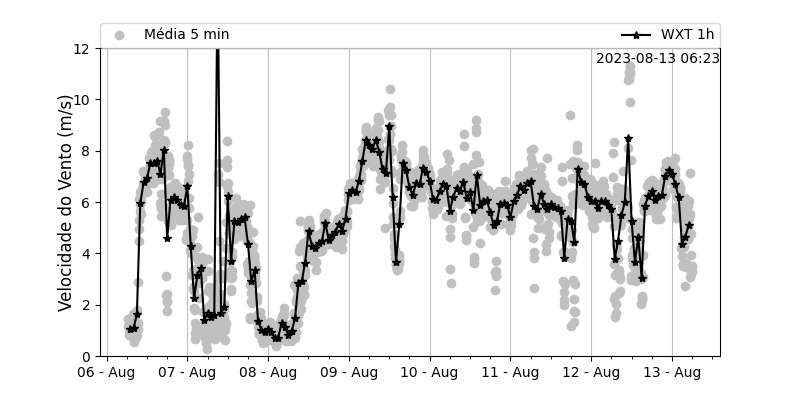 Média 5 min
WXT 1h
2023-08-13 06:23
Velocidade do Vento (m/s)
12
10
8
6
4
2
0
06 - Aug 07 - Aug 08 - Aug 09 - Aug 10 - Aug 11 - Aug 12 - Aug 13 - Aug